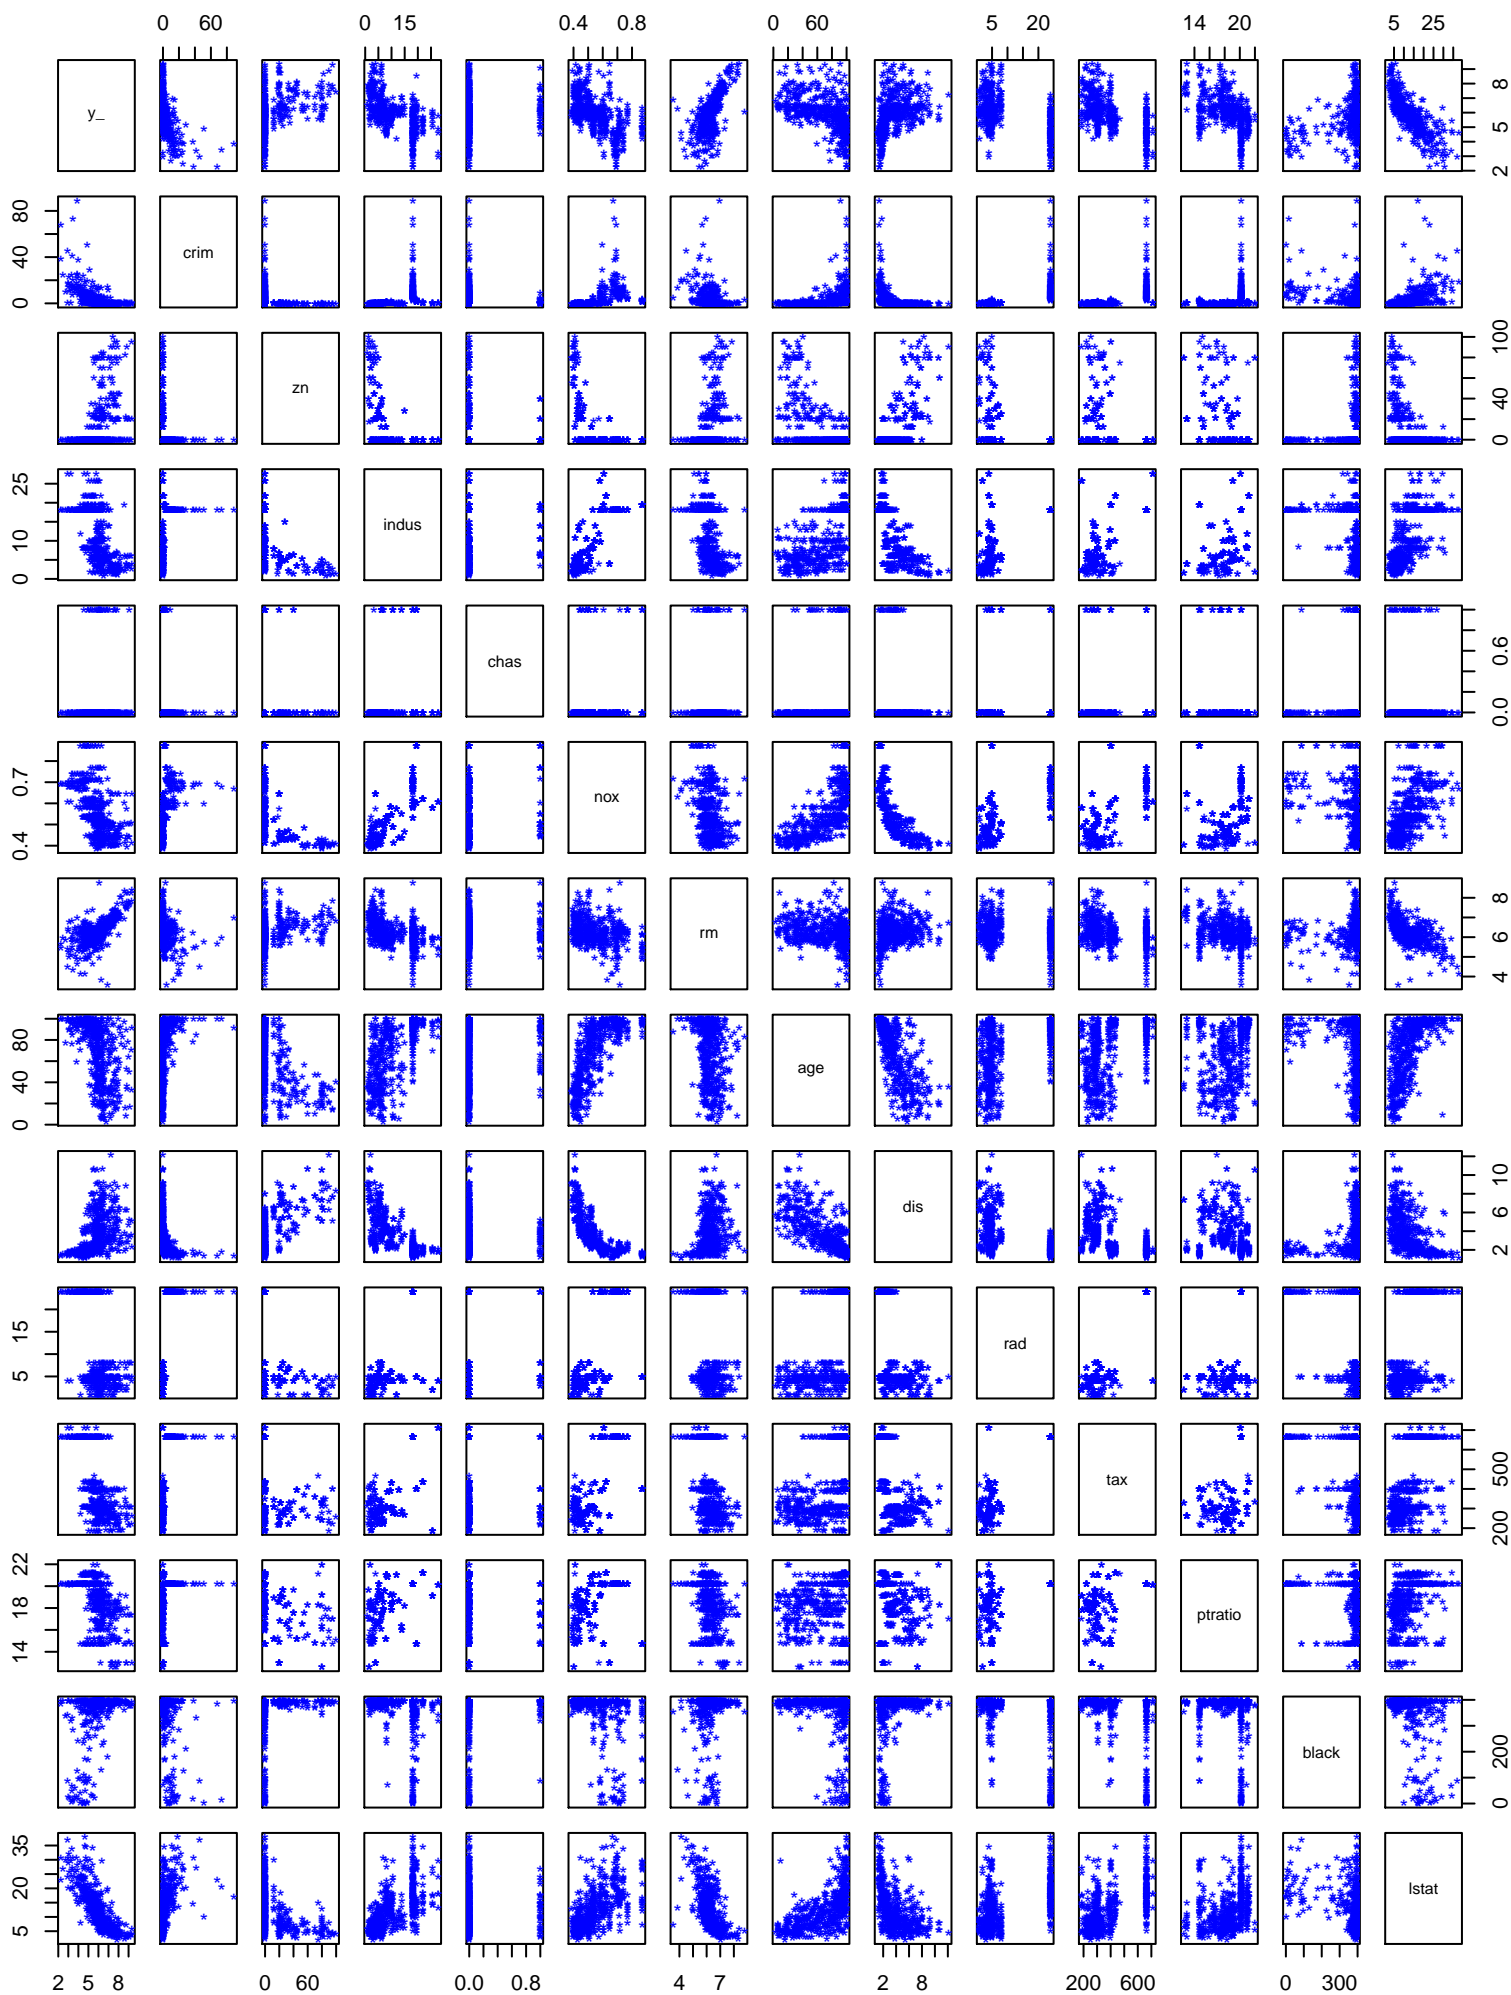 0 60 0 15 0.4 0.8 0 60 5 20 14 20 5 25
y_
2 5 8
0 40 80
crim
zn
0 40 100
0 10 25
indus
chas
0.0 0.6
0.4 0.7
nox
rm
4 6 8
0 40 80
age
dis
2 6 10
5 15
rad
tax
200 500
14 18 22
ptratio
black
0 200
5 20 35
lstat
2 5 8 0 60 0.0 0.8 4 7 2 8 200 600 0 300